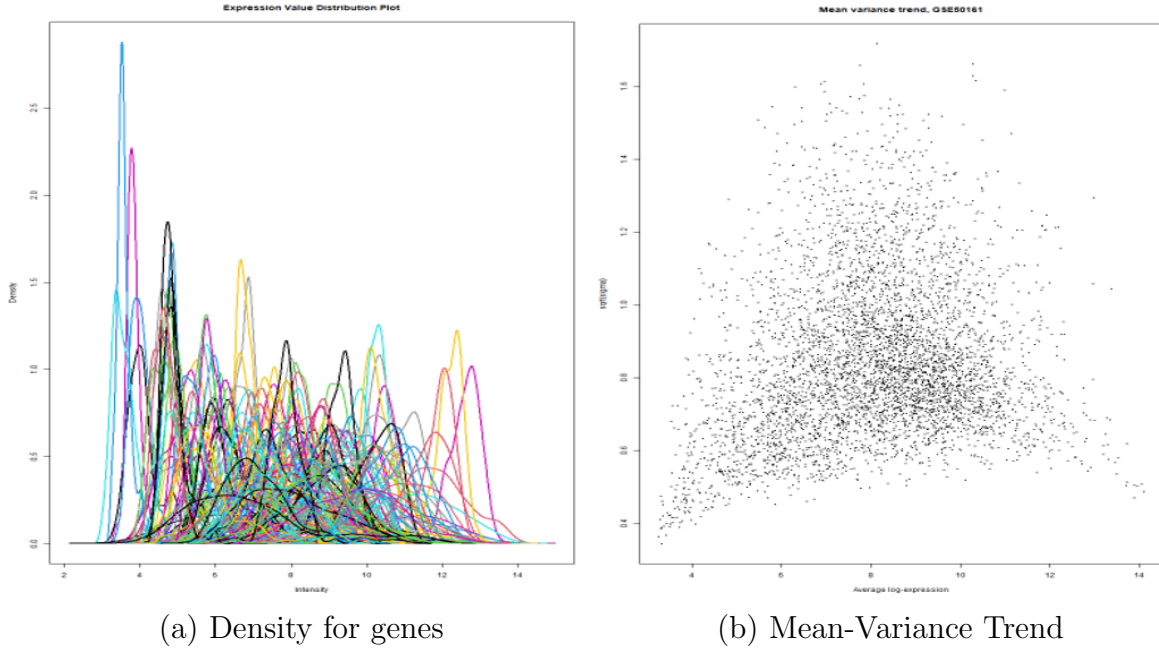 Expression Value Distribution Plot
Density
2.5
2.0
1.5
1.0
0.5
0.0
2 4 6 8 10 12 14
Intensity
(a) Density for genes
Mean variance trend, GSE50161
sqrt(sigma)
1.6
1.4
1.2
1.0
0.8
0.6
0.4
4 6 8 10 12 14
Average log-expression
(b) Mean-Variance Trend